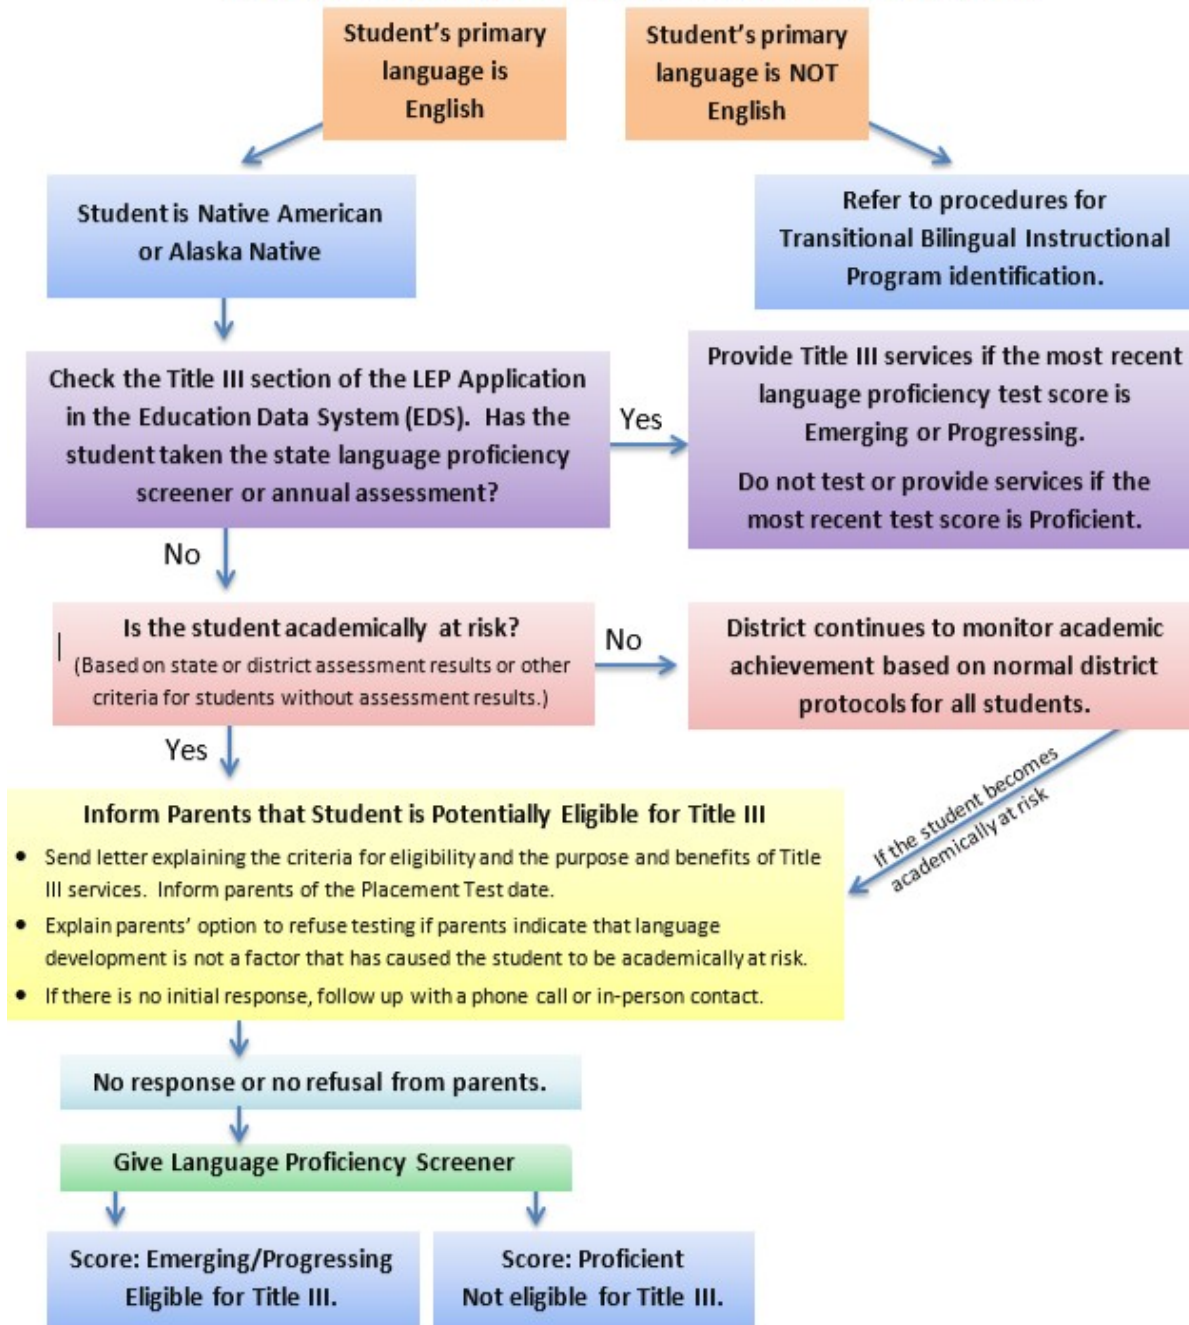 Student's primary
language is
English
Student's primary
language is NOT
English
Student is Native American
or Alaska Native
Refer to procedures for
Transitional Bilingual Instructional
Program identification.
Check the Title III section of the LEP Application
in the Education Data System (EDS).  Has the
student taken the state language proficiency
screener or annual assessment?
Yes
Provide Title III services if the most recent
language proficiency test score is
Emerging or Progressing.
Do not test or provide services if the
most recent test score is Proficient.
No
Is the student academically at risk?
(Based on state or district assessment results or other
criteria for students without assessment results.)
No
District continues to monitor academic
achievement based on normal district
protocols for all students.
Yes
If the student becomes
academically at risk
Inform Parents that Student is Potentially Eligible for Title III
• Send letter explaining the criteria for eligibility and the purpose and benefits of Title
III services.  Inform parents of the Placement Test date.
• Explain parents' option to refuse testing if parents indicate that language
development is not a factor that has caused the student to be academically at risk.
• If there is no initial response, follow up with a phone call or in-person contact.
No response or no refusal from parents.
Give Language Proficiency Screener
Score: Emerging/Progressing
Eligible for Title III.
Score: Proficient
Not eligible for Title III.